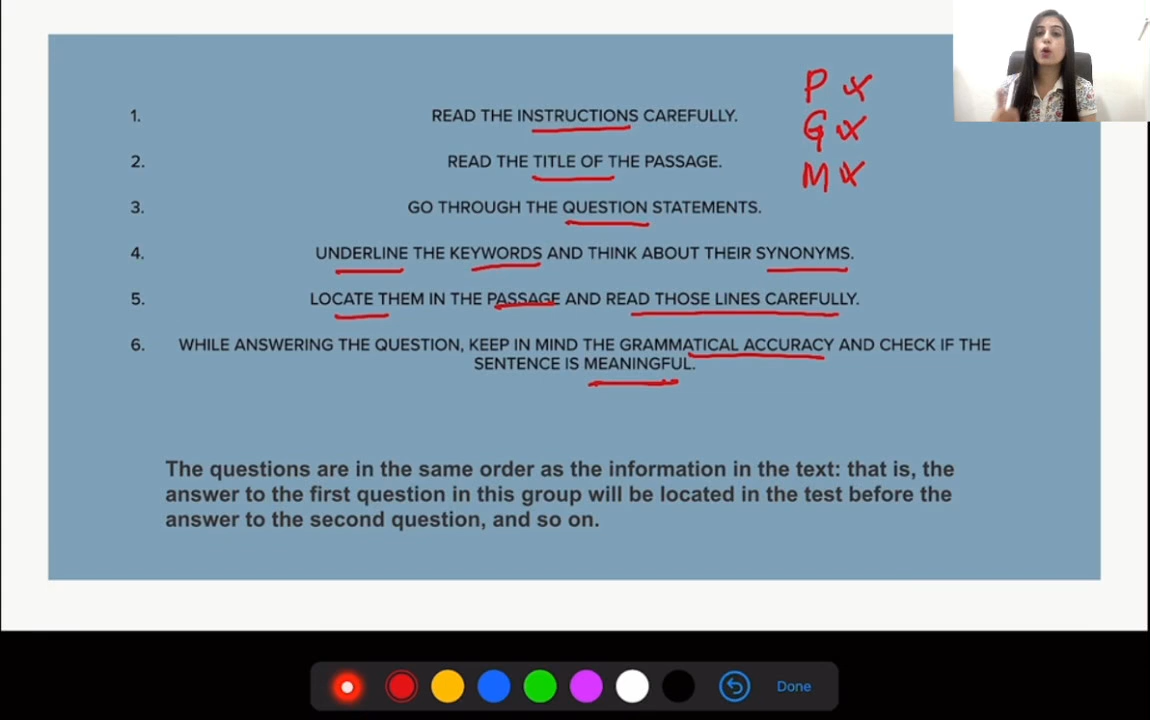 1. READ THE INSTRUCTIONS CAREFULLY.
2. READ THE TITLE OF THE PASSAGE.
3. GO THROUGH THE QUESTION STATEMENTS.
4. UNDERLINE THE KEYWORDS AND THINK ABOUT THEIR SYNONYMS.
5. LOCATE THEM IN THE PASSAGE AND READ THOSE LINES CAREFULLY.
6. WHILE ANSWERING THE QUESTION, KEEP IN MIND THE GRAMMATICAL ACCURACY AND CHECK IF THE
SENTENCE IS MEANINGFUL.
P x
G x
M x
The questions are in the same order as the information in the text: that is, the
answer to the first question in this group will be located in the test before the
answer to the second question, and so on.
Done